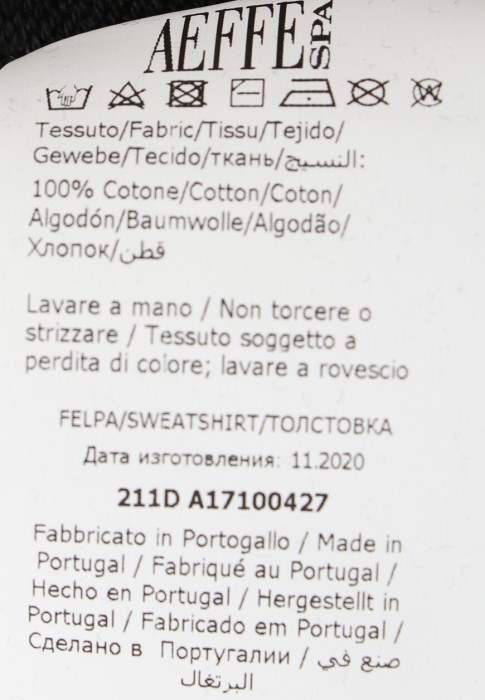 AEFFE SPA
Tessuto/Fabric/Tissu/Tejido/
Gewebe/Tecido/ткань/النسيج:
100% Cotone/Cotton/Coton/
Algodón/Baumwolle/Algodão/
Хлопок/قطن
Lavare a mano / Non torcere o
strizzare / Tessuto soggetto a
perdita di colore; lavare a rovescio
FELPA/SWEATSHIRT/ТОЛСТОВКА
Дата изготовления: 11.2020
211D A17100427
Fabbricato in Portogallo / Made in
Portugal / Fabriqué au Portugal /
Hecho en Portugal / Hergestellt in
Portugal / Fabricado em Portugal /
Сделано в Португалии / صنع في
البرتغال